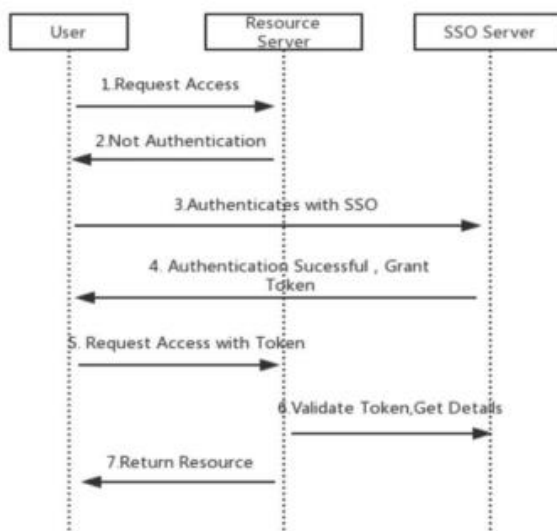 User
Resource
Server
SSO Server
1.Request Access
2.Not Authentication
3.Authenticates with SSO
4. Authentication Sucessful , Grant
Token
5. Request Access with Token
6.Validate Token,Get Details
7.Return Resource